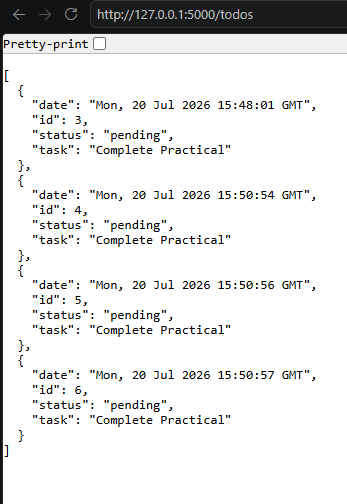 http://127.0.0.1:5000/todos
Pretty-print
[
  {
    "date": "Mon, 20 Jul 2026 15:48:01 GMT",
    "id": 3,
    "status": "pending",
    "task": "Complete Practical"
  },
  {
    "date": "Mon, 20 Jul 2026 15:50:54 GMT",
    "id": 4,
    "status": "pending",
    "task": "Complete Practical"
  },
  {
    "date": "Mon, 20 Jul 2026 15:50:56 GMT",
    "id": 5,
    "status": "pending",
    "task": "Complete Practical"
  },
  {
    "date": "Mon, 20 Jul 2026 15:50:57 GMT",
    "id": 6,
    "status": "pending",
    "task": "Complete Practical"
  }
]